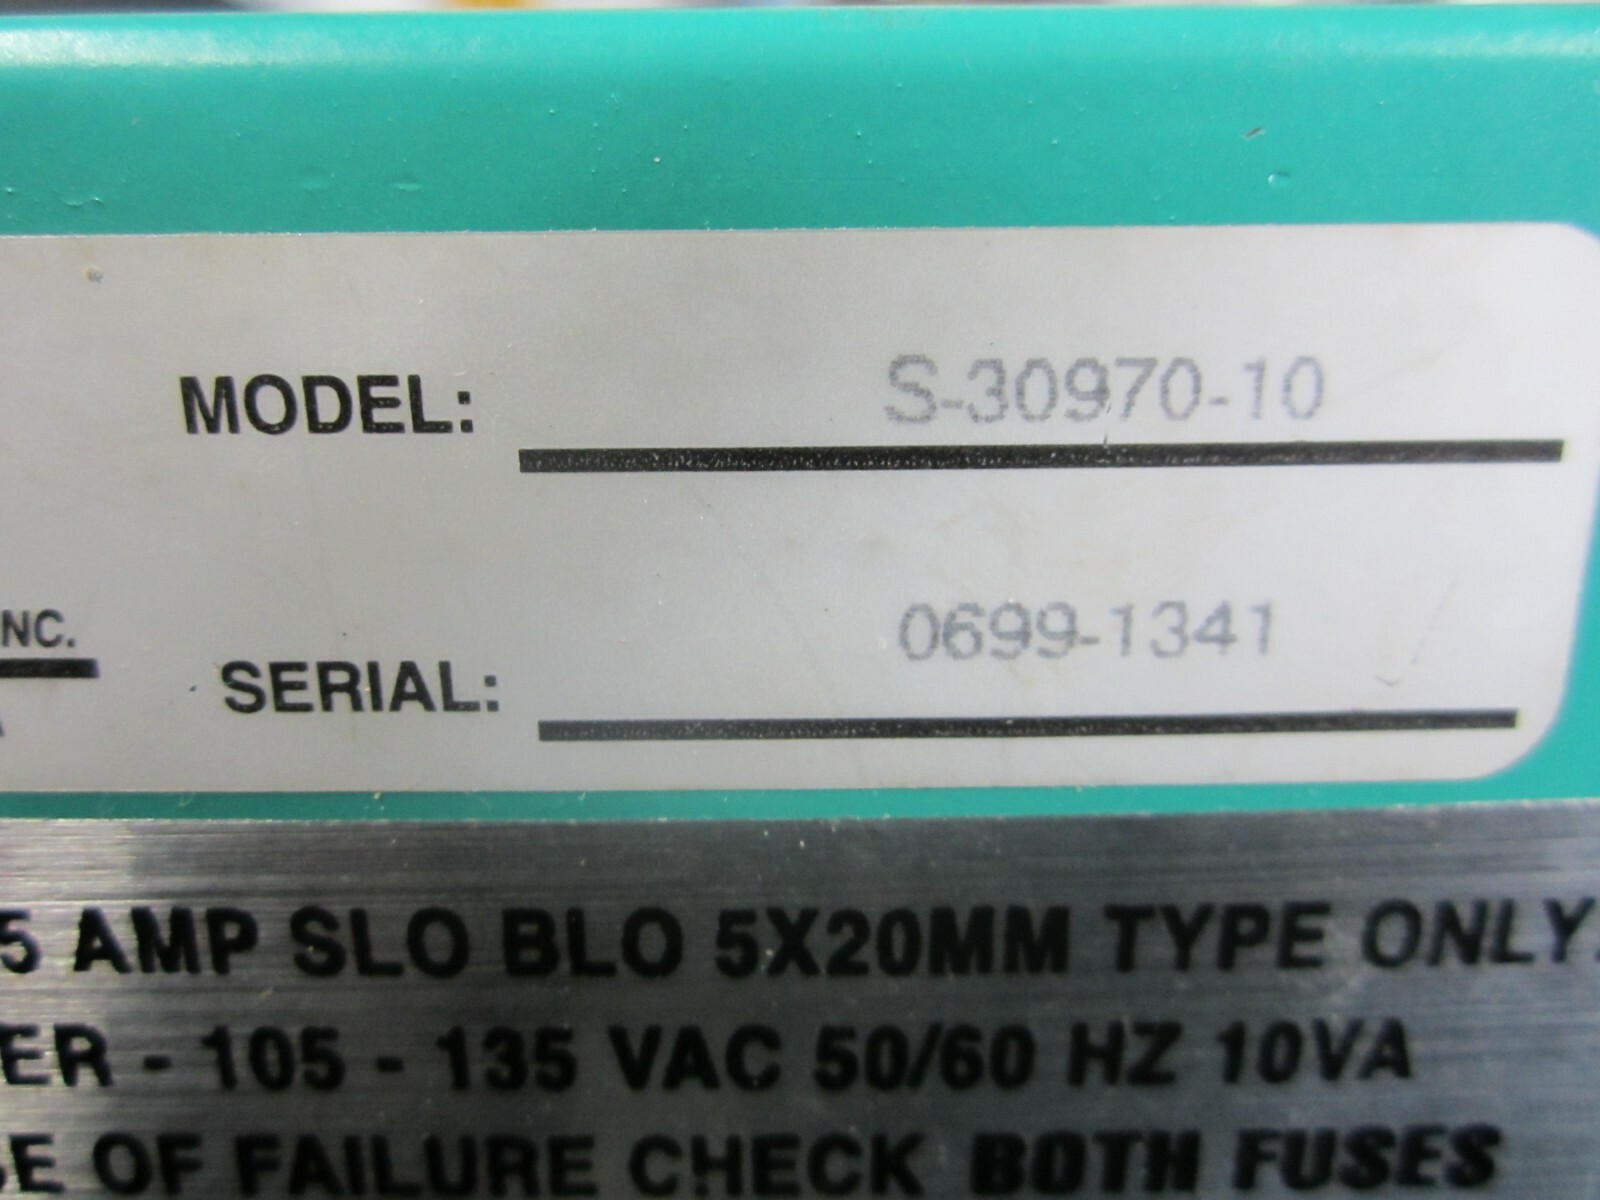 MODEL: S-30970-10
NC.
SERIAL: 0699-1341
5 AMP SLO BLO 5X20MM TYPE ONLY.
ER - 105 - 135 VAC 50/60 HZ 10VA
SE OF FAILURE CHECK BOTH FUSES